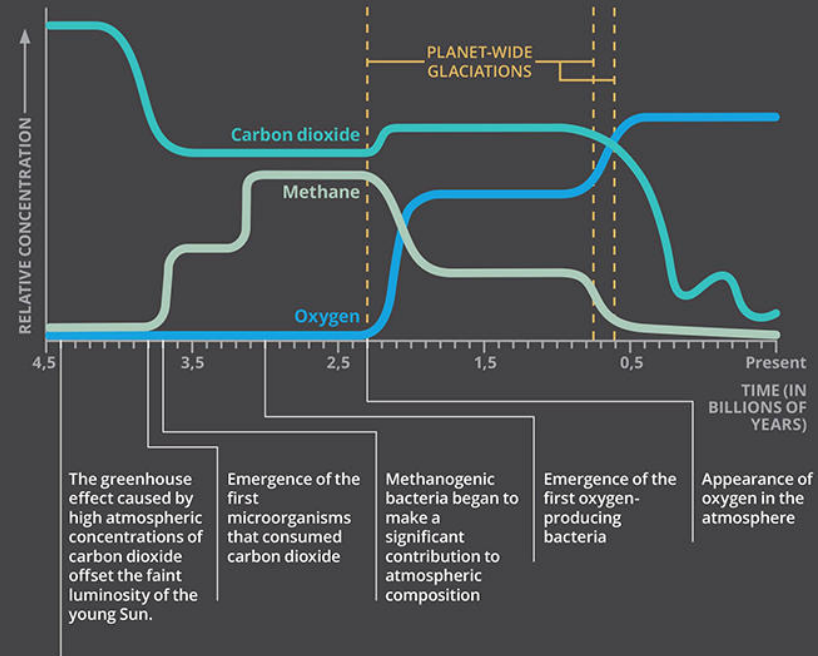 PLANET-WIDE
GLACIATIONS
Carbon dioxide
Methane
Oxygen
RELATIVE CONCENTRATION
4,5
3,5
2,5
1,5
0,5
Present
TIME (IN
BILLIONS OF
YEARS)
The greenhouse
effect caused by
high atmospheric
concentrations of
carbon dioxide
offset the faint
luminosity of the
young Sun.
Emergence of the
first
microorganisms
that consumed
carbon dioxide
Methanogenic
bacteria began to
make a
significant
contribution to
atmospheric
composition
Emergence of the
first oxygen-
producing
bacteria
Appearance of
oxygen in the
atmosphere